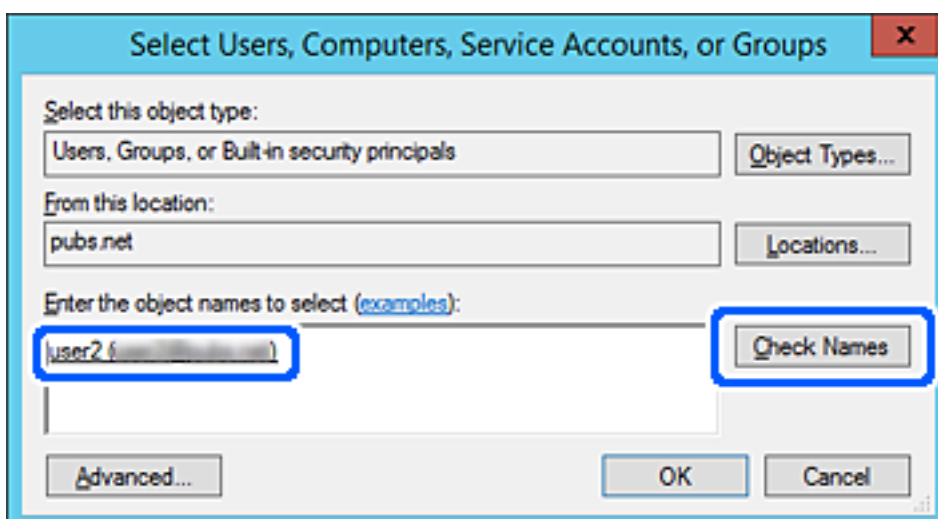 Select Users, Computers, Service Accounts, or Groups
x
Select this object type:
Users, Groups, or Built-in security principals
Object Types...
From this location:
pubs.net
Locations...
Enter the object names to select (examples):
user2 (
)
Check Names
Advanced...
OK
Cancel